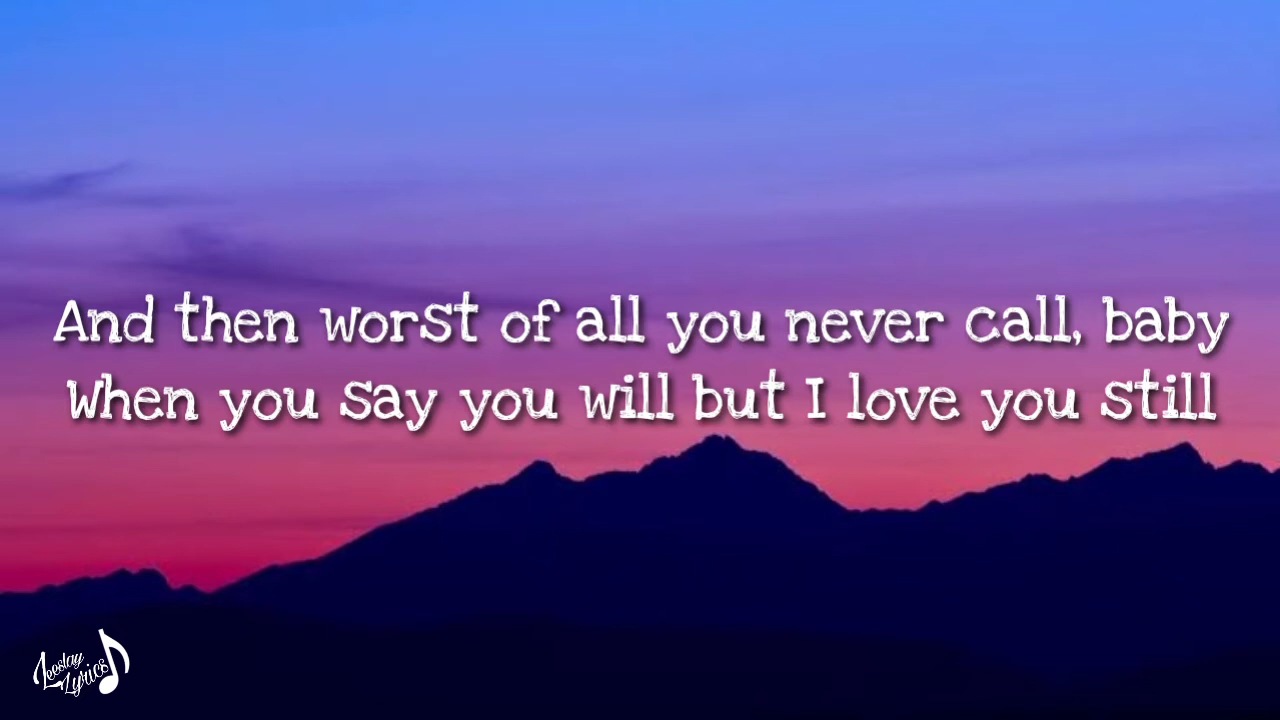 And then worst of all you never call, baby
When you say you will but I love you still
Leeslay
Lyrics